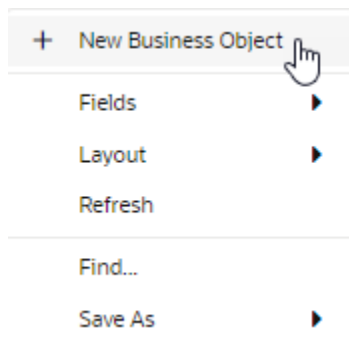 + New Business Object
Fields
Layout
Refresh
Find...
Save As